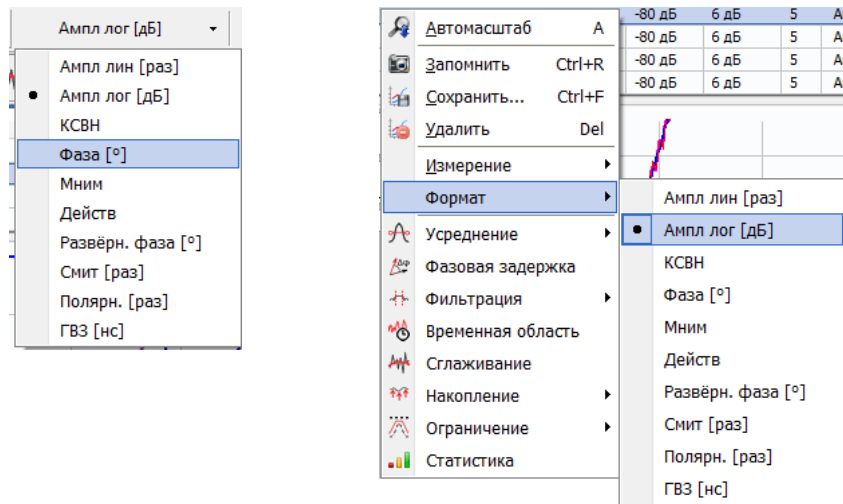 Ампл лог [дБ]
Ампл лин [раз]
Ампл лог [дБ]
КСВН
Фаза [°]
Мним
Действ
Развёрн. фаза [°]
Смит [раз]
Полярн. [раз]
ГВЗ [нс]
Автомасштаб A
Запомнить Ctrl+R
Сохранить... Ctrl+F
Удалить Del
Измерение
Формат
Усреднение
Фазовая задержка
Фильтрация
Временная область
Сглаживание
Накопление
Ограничение
Статистика
-80 дБ 6 дБ 5
-80 дБ 6 дБ 5
-80 дБ 6 дБ 5
-80 дБ 6 дБ 5
Ампл лин [раз]
Ампл лог [дБ]
КСВН
Фаза [°]
Мним
Действ
Развёрн. фаза [°]
Смит [раз]
Полярн. [раз]
ГВЗ [нс]